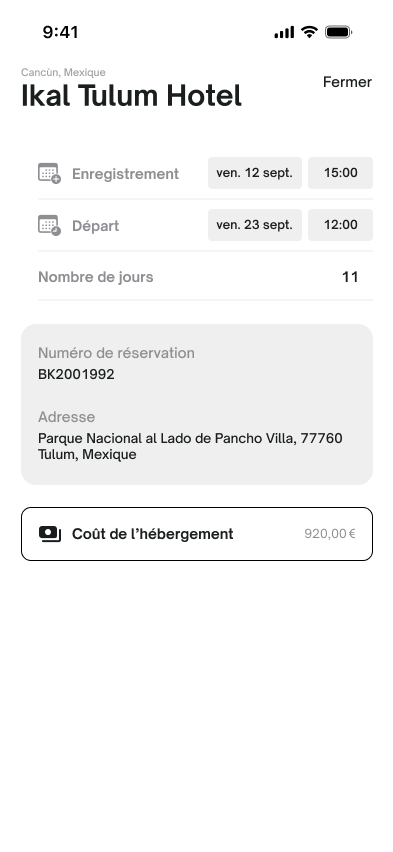 9:41
Cancùn, Mexique
Ikal Tulum Hotel
Fermer
Enregistrement ven. 12 sept. 15:00
Départ ven. 23 sept. 12:00
Nombre de jours 11
Numéro de réservation
BK2001992
Adresse
Parque Nacional al Lado de Pancho Villa, 77760
Tulum, Mexique
Coût de l’hébergement 920,00 €